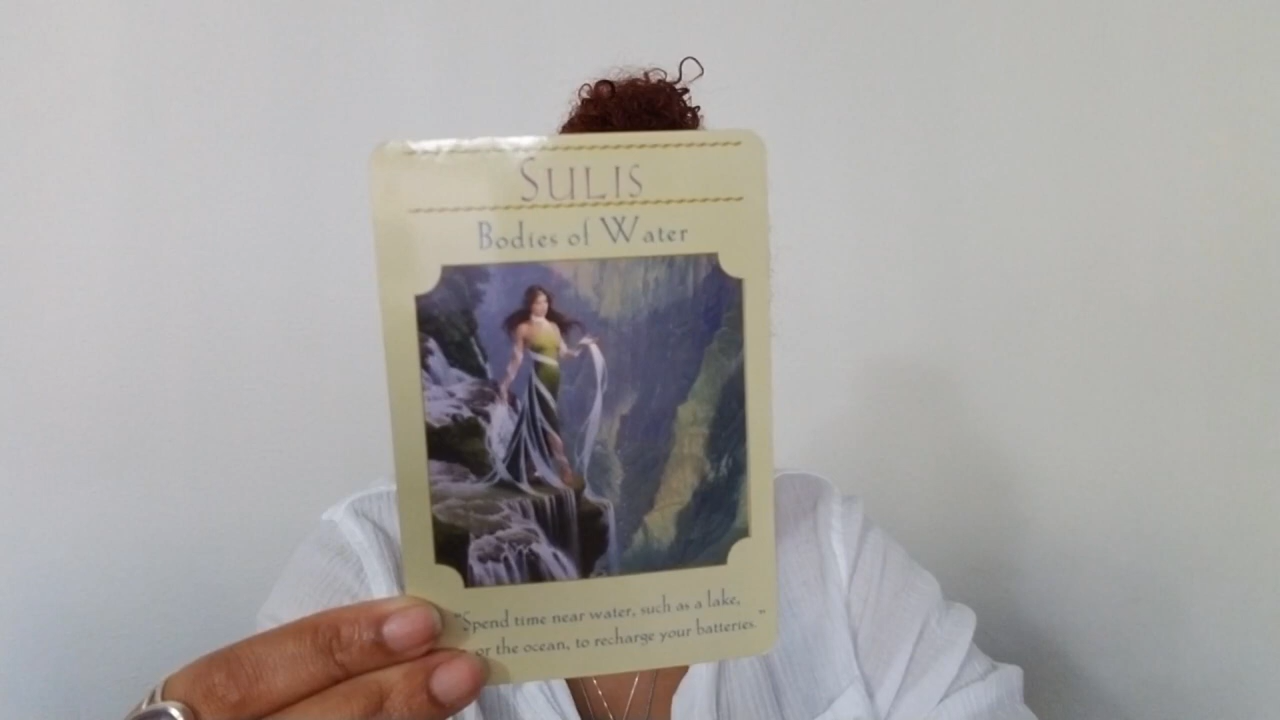 SULIS
Bodies of Water
"Spend time near water, such as a lake,
or the ocean, to recharge your batteries."